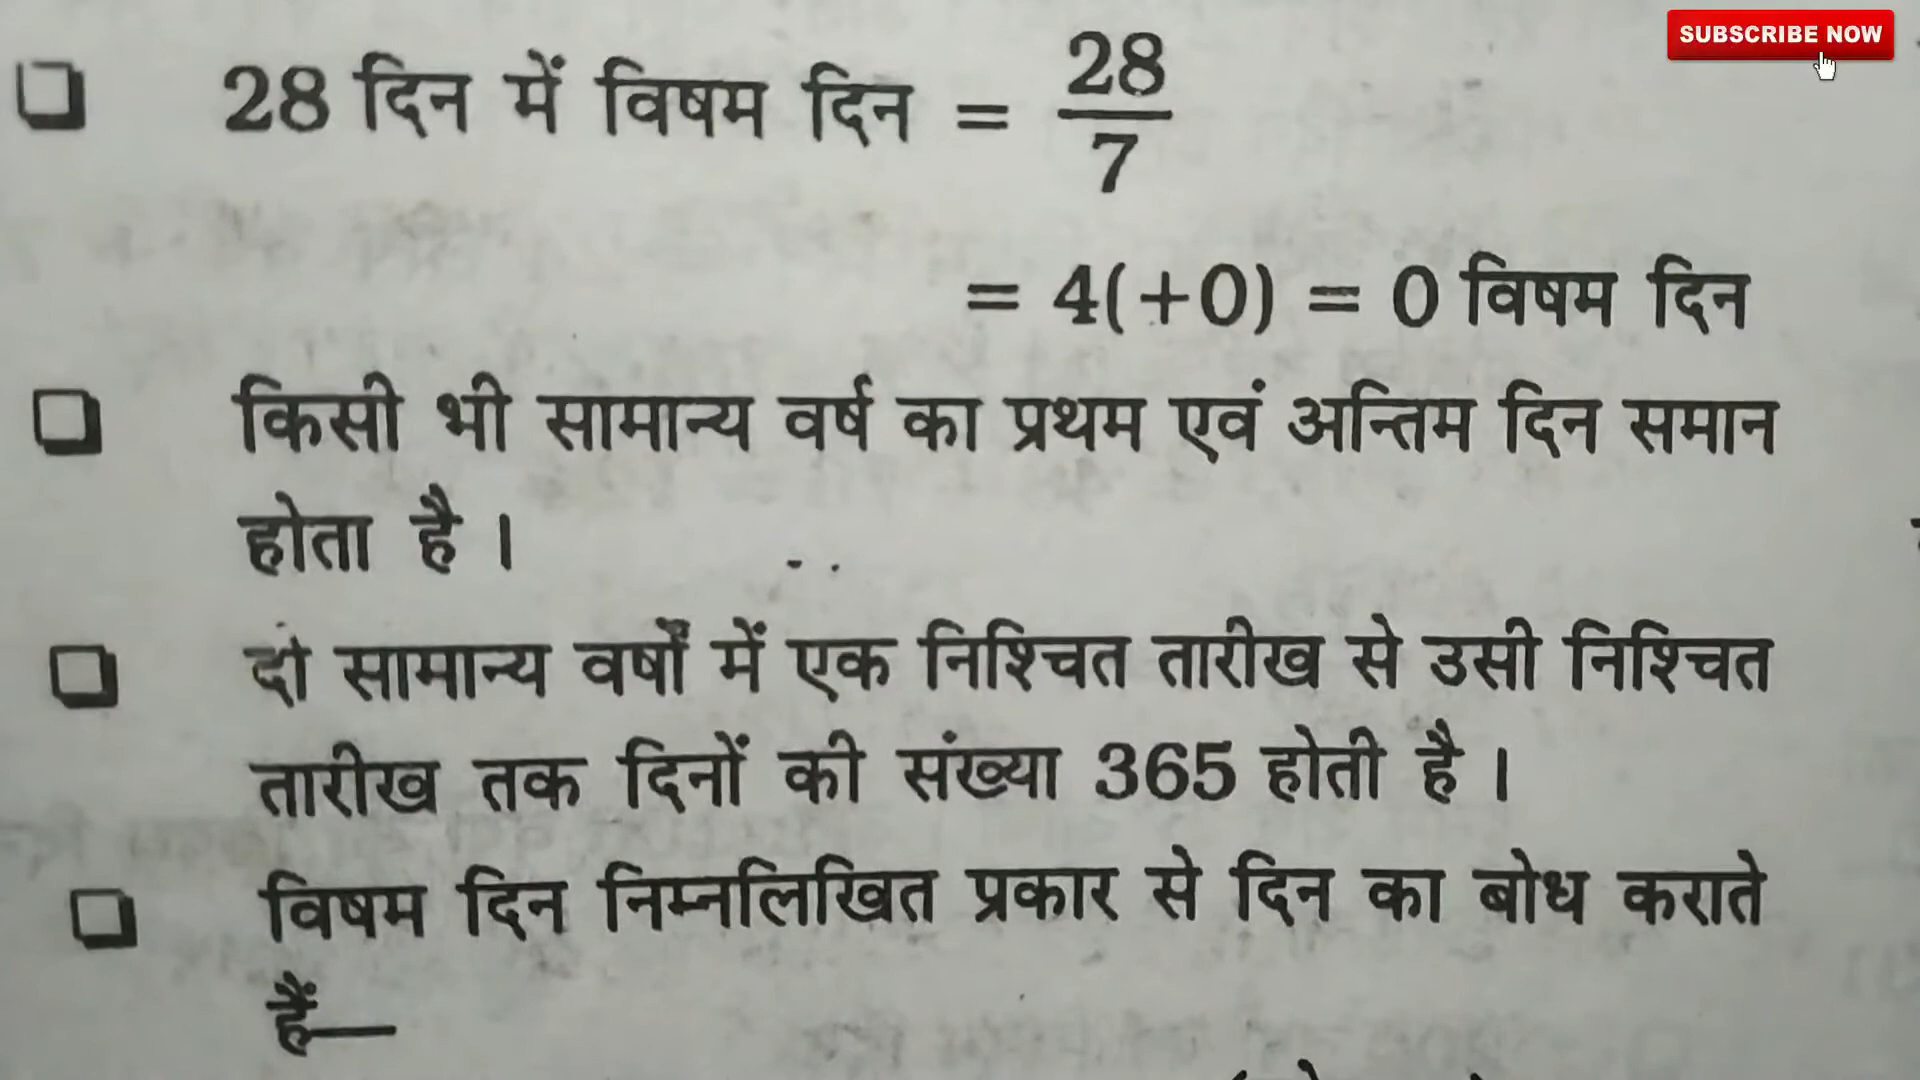 SUBSCRIBE NOW
❑ 28 दिन में विषम दिन = 28/7
= 4(+0) = 0 विषम दिन
❑ किसी भी सामान्य वर्ष का प्रथम एवं अन्तिम दिन समान
होता है ।
❑ दो सामान्य वर्षों में एक निश्चित तारीख से उसी निश्चित
तारीख तक दिनों की संख्या 365 होती है ।
❑ विषम दिन निम्नलिखित प्रकार से दिन का बोध कराते
हैं—